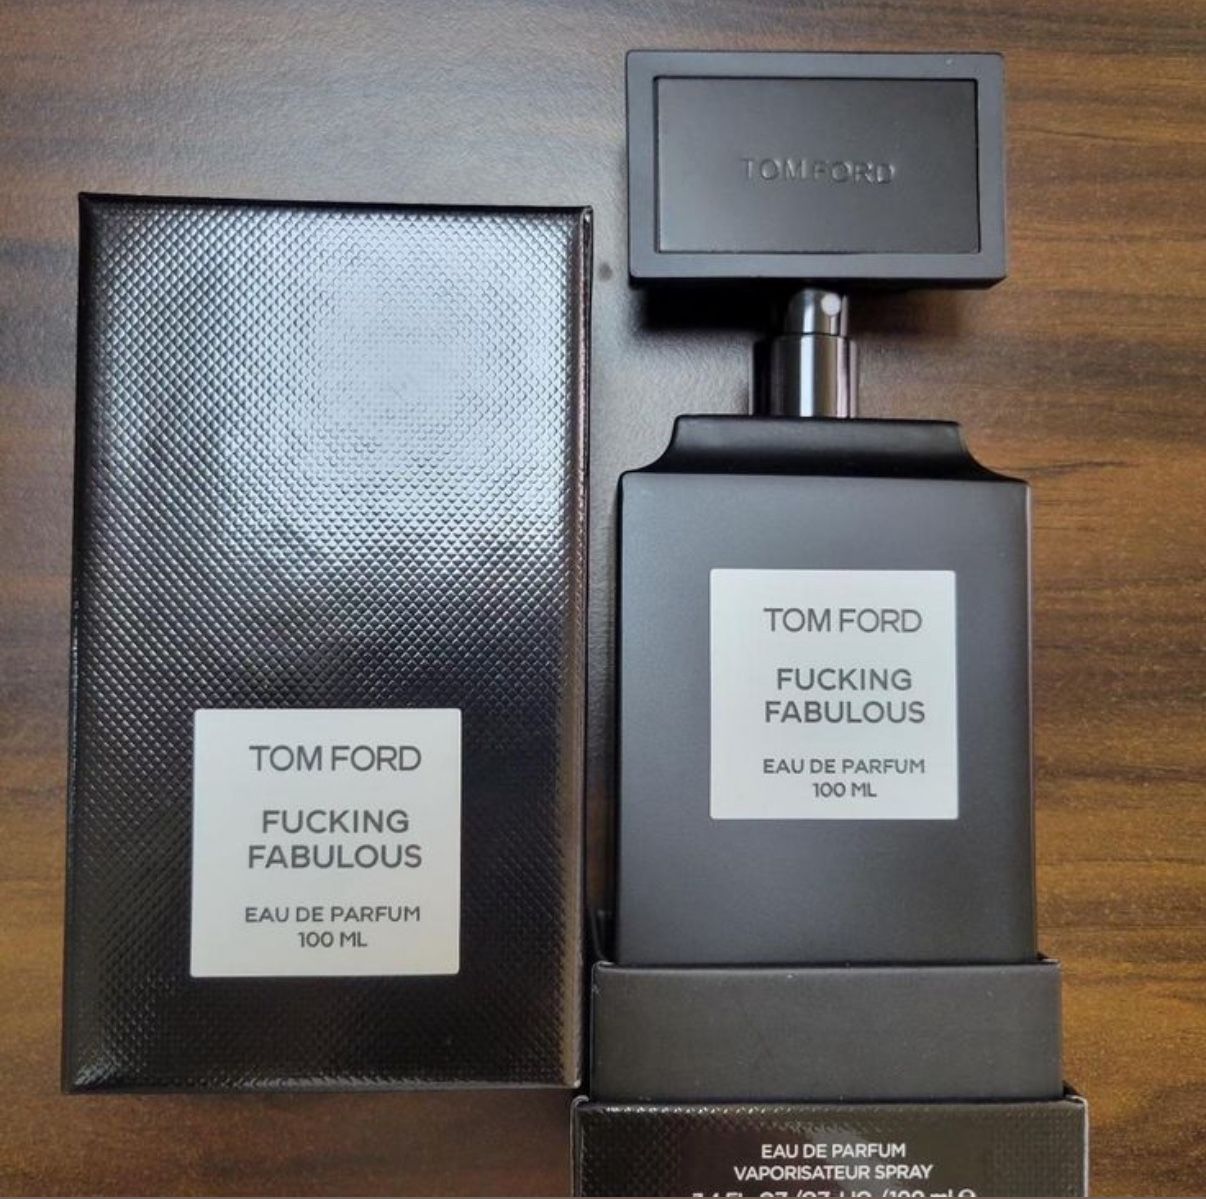 TOM FORD
TOM FORD
FUCKING
FABULOUS
EAU DE PARFUM
100 ML
TOM FORD
FUCKING
FABULOUS
EAU DE PARFUM
100 ML
EAU DE PARFUM
VAPORISATEUR SPRAY